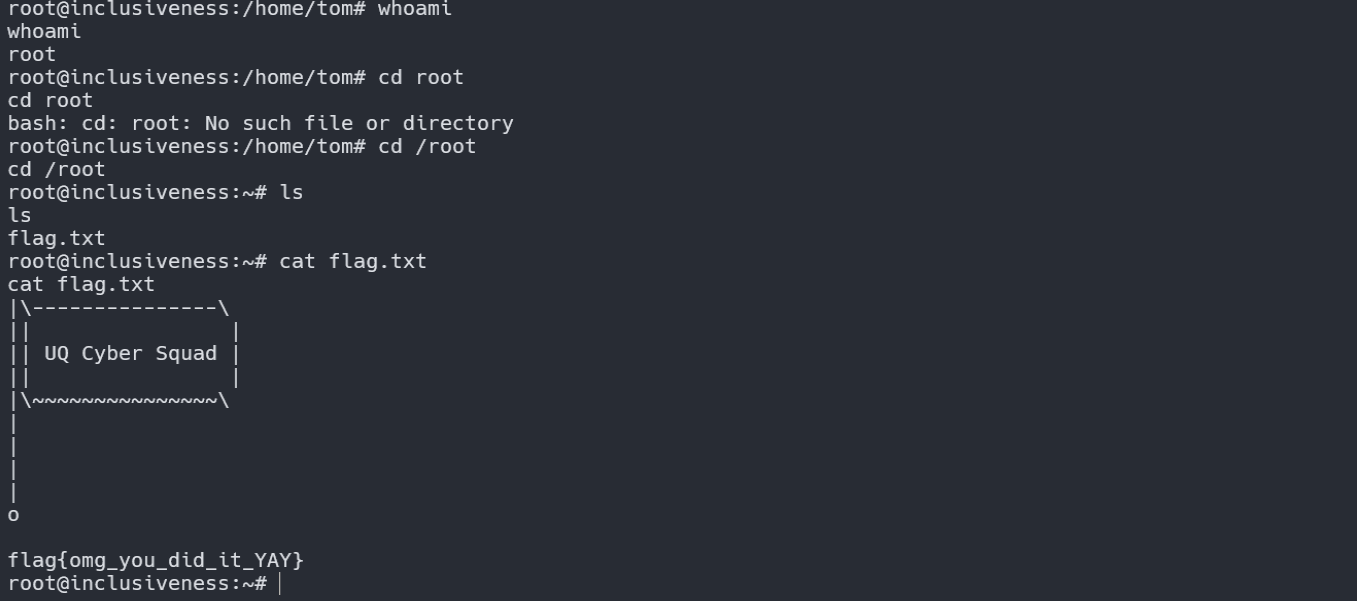 root@inclusiveness:/home/tom# whoami
whoami
root
root@inclusiveness:/home/tom# cd root
cd root
bash: cd: root: No such file or directory
root@inclusiveness:/home/tom# cd /root
cd /root
root@inclusiveness:~# ls
ls
flag.txt
root@inclusiveness:~# cat flag.txt
cat flag.txt
|\---------------\
||                |
|| UQ Cyber Squad |
||                |
|\~~~~~~~~~~~~~~~\
|
|
|
|
o

flag{omg_you_did_it_YAY}
root@inclusiveness:~#